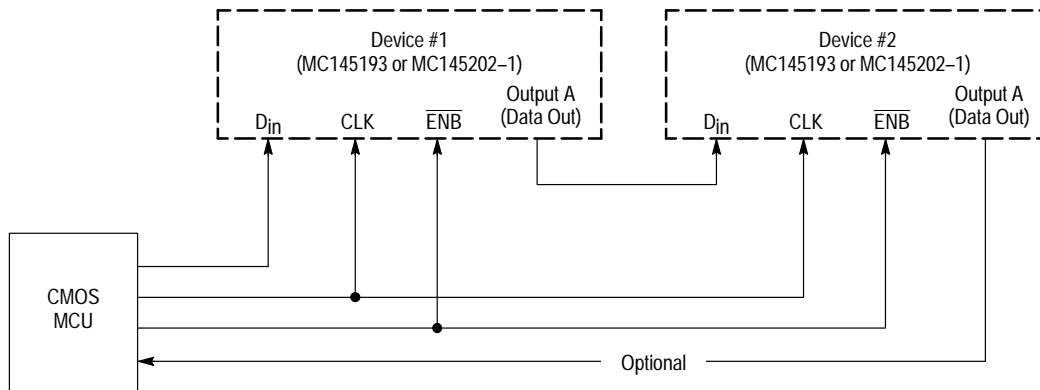 Device #1
(MC145193 or MC145202–1)
Output A
(Data Out)
Din
CLK
ENB
Device #2
(MC145193 or MC145202–1)
Output A
(Data Out)
Din
CLK
ENB
CMOS
MCU
Optional